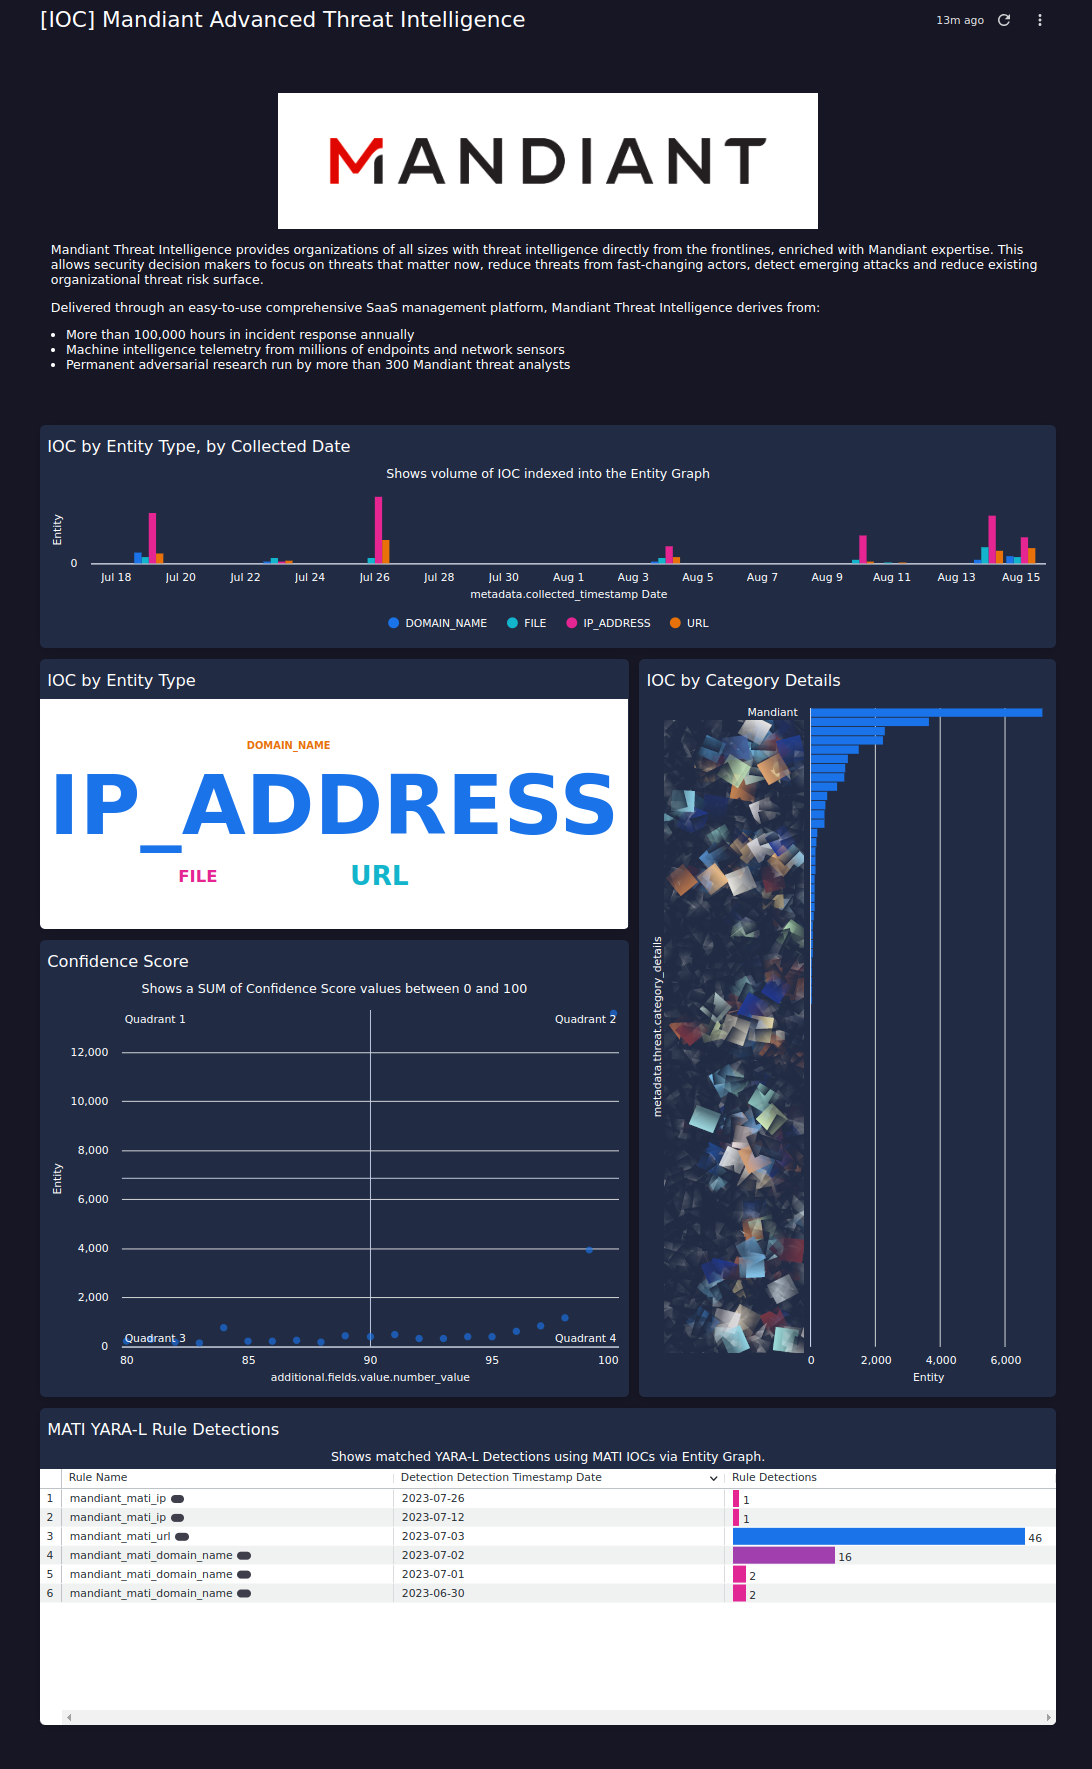 [IOC] Mandiant Advanced Threat Intelligence
13m ago
MANDIANT
Mandiant Threat Intelligence provides organizations of all sizes with threat intelligence directly from the frontlines, enriched with Mandiant expertise. This
allows security decision makers to focus on threats that matter now, reduce threats from fast-changing actors, detect emerging attacks and reduce existing
organizational threat risk surface.
Delivered through an easy-to-use comprehensive SaaS management platform, Mandiant Threat Intelligence derives from:
• More than 100,000 hours in incident response annually
• Machine intelligence telemetry from millions of endpoints and network sensors
• Permanent adversarial research run by more than 300 Mandiant threat analysts
IOC by Entity Type, by Collected Date
Shows volume of IOC indexed into the Entity Graph
Entity
0
Jul 18 Jul 20 Jul 22 Jul 24 Jul 26 Jul 28 Jul 30 Aug 1 Aug 3 Aug 5 Aug 7 Aug 9 Aug 11 Aug 13 Aug 15
metadata.collected_timestamp Date
DOMAIN_NAME FILE IP_ADDRESS URL
IOC by Entity Type
DOMAIN_NAME
IP_ADDRESS
FILE
URL
IOC by Category Details
Mandiant
metadata.threat.category_details
0 2,000 4,000 6,000
Entity
Confidence Score
Shows a SUM of Confidence Score values between 0 and 100
Quadrant 1
Quadrant 2
12,000
10,000
8,000
6,000
4,000
2,000
0
Entity
Quadrant 3
Quadrant 4
80 85 90 95 100
additional.fields.value.number_value
MATI YARA-L Rule Detections
Shows matched YARA-L Detections using MATI IOCs via Entity Graph.
Rule Name Detection Detection Timestamp Date Rule Detections
1 mandiant_mati_ip 2023-07-26 1
2 mandiant_mati_ip 2023-07-12 1
3 mandiant_mati_url 2023-07-03 46
4 mandiant_mati_domain_name 2023-07-02 16
5 mandiant_mati_domain_name 2023-07-01 2
6 mandiant_mati_domain_name 2023-06-30 2